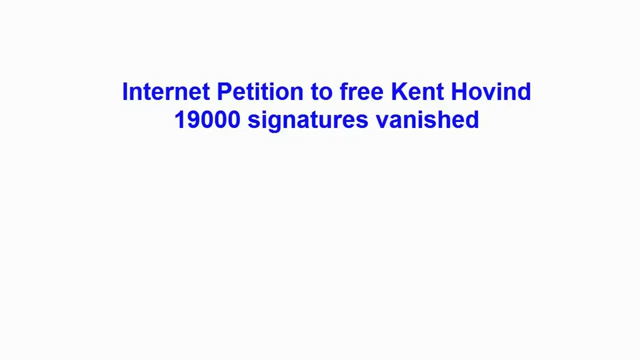 Internet Petition to free Kent Hovind
19000 signatures vanished